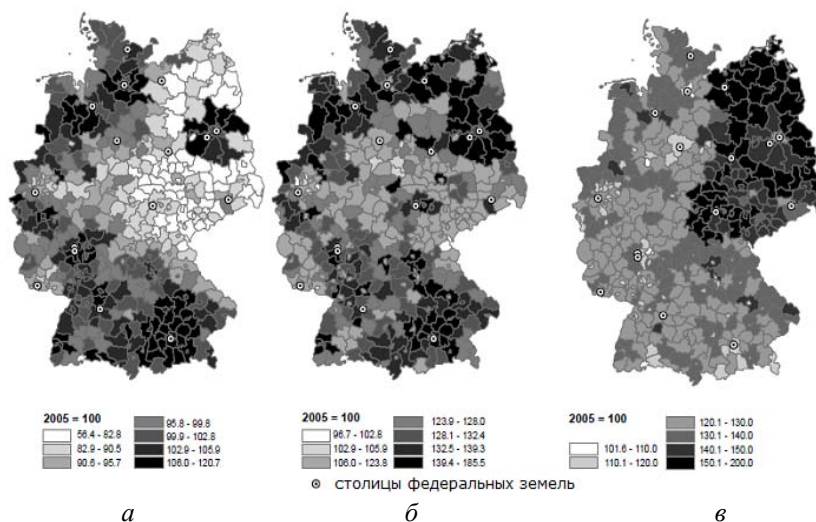 2005 = 100
56.4 - 82.8
82.9 - 90.5
90.6 - 95.7
95.8 - 99.8
99.9 - 102.8
102.9 - 105.9
106.0 - 120.7
2005 = 100
96.7 - 102.8
102.9 - 105.9
106.0 - 123.8
123.9 - 128.0
128.1 - 132.4
132.5 - 139.3
139.4 - 185.5
2005 = 100
101.6 - 110.0
110.1 - 120.0
120.1 - 130.0
130.1 - 140.0
140.1 - 150.0
150.1 - 200.0
столицы федеральных земель
а б в